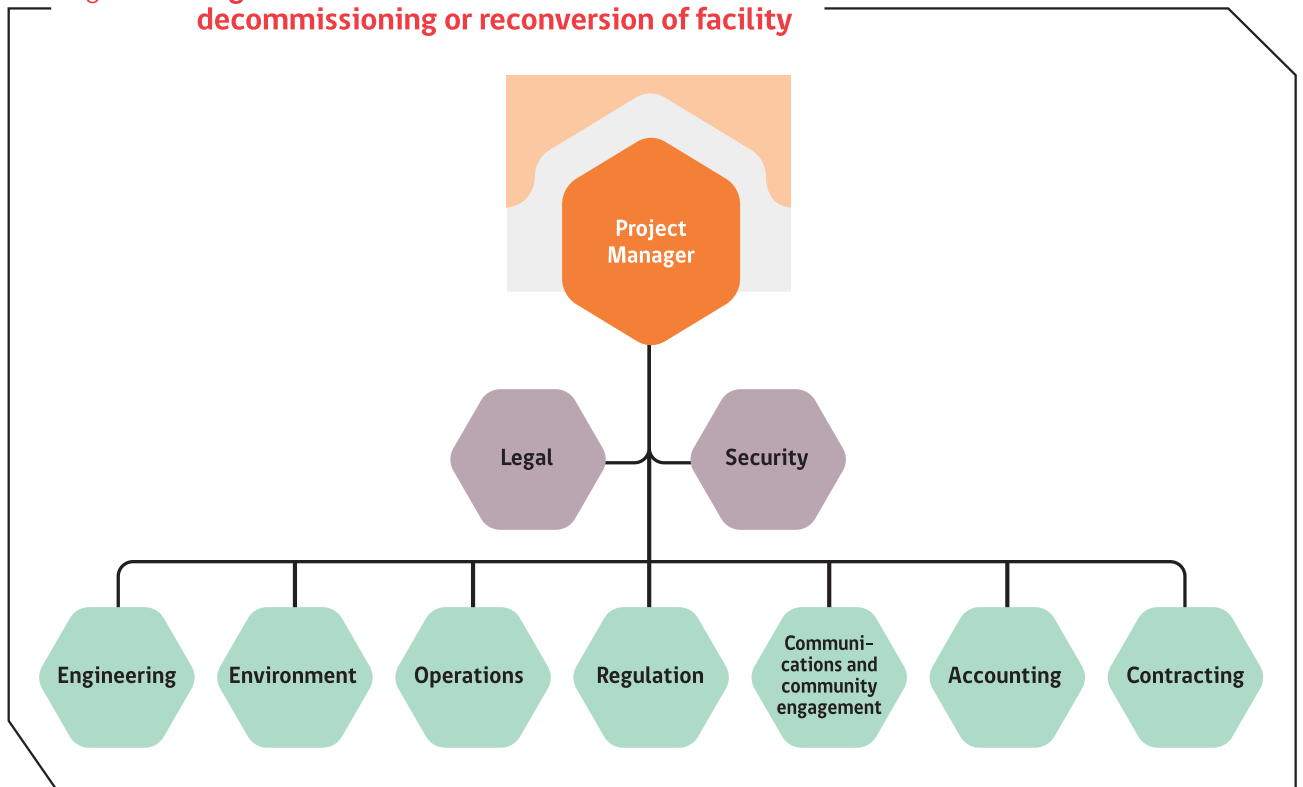 decommissioning or reconversion of facility
Project
Manager
Legal
Security
Engineering
Environment
Operations
Regulation
Communi-
cations and
community
engagement
Accounting
Contracting